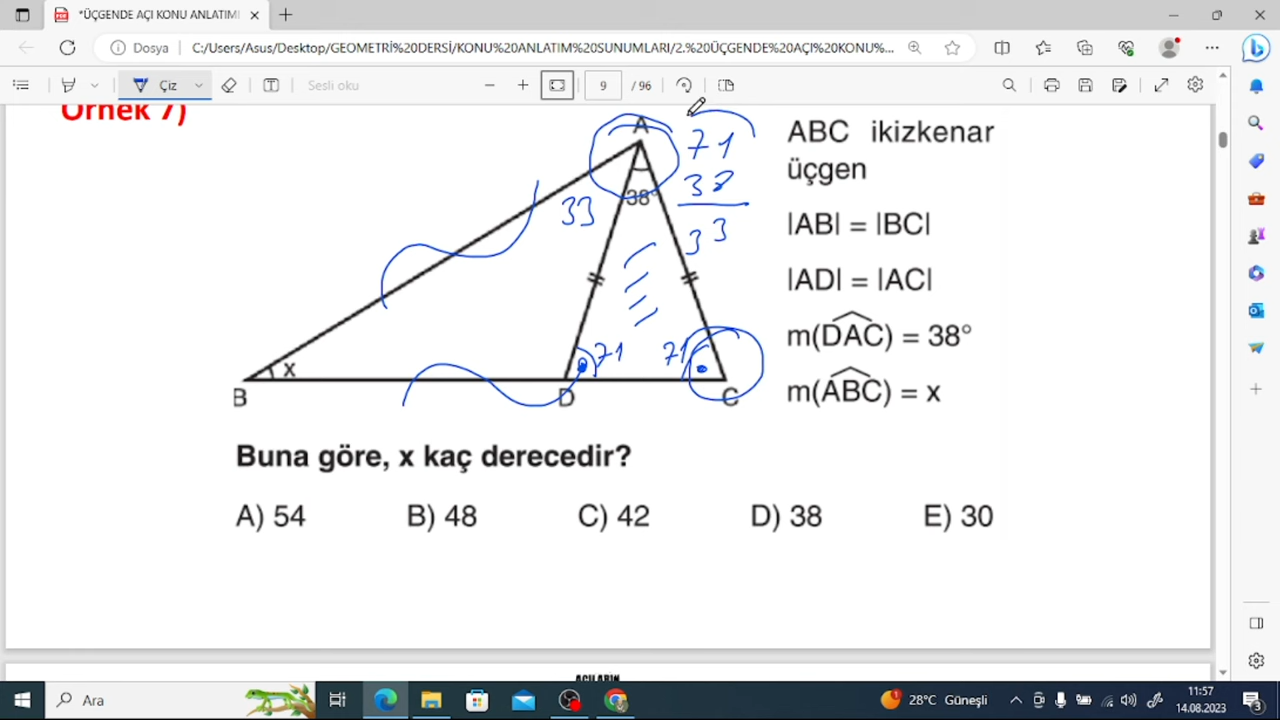 *ÜÇGENDE AÇI KONU ANLATIMI
Dosya
C:/Users/Asus/Desktop/GEOMETRİ%20DERSİ/KONU%20ANLATIM%20SUNUMLARI/2.%20ÜÇGENDE%20AÇI%20KONU%...
Çiz
Sesli oku
9 / 96
Örnek 7)
A
71
38
33
33
38°
71
71
x
B
D
C
ABC ikizkenar
üçgen
|AB| = |BC|
|AD| = |AC|
m(DAC) = 38°
m(ABC) = x
Buna göre, x kaç derecedir?
A) 54 B) 48 C) 42 D) 38 E) 30
AÇILARIN
Ara
28°C Güneşli
11:57
14.08.2023
3